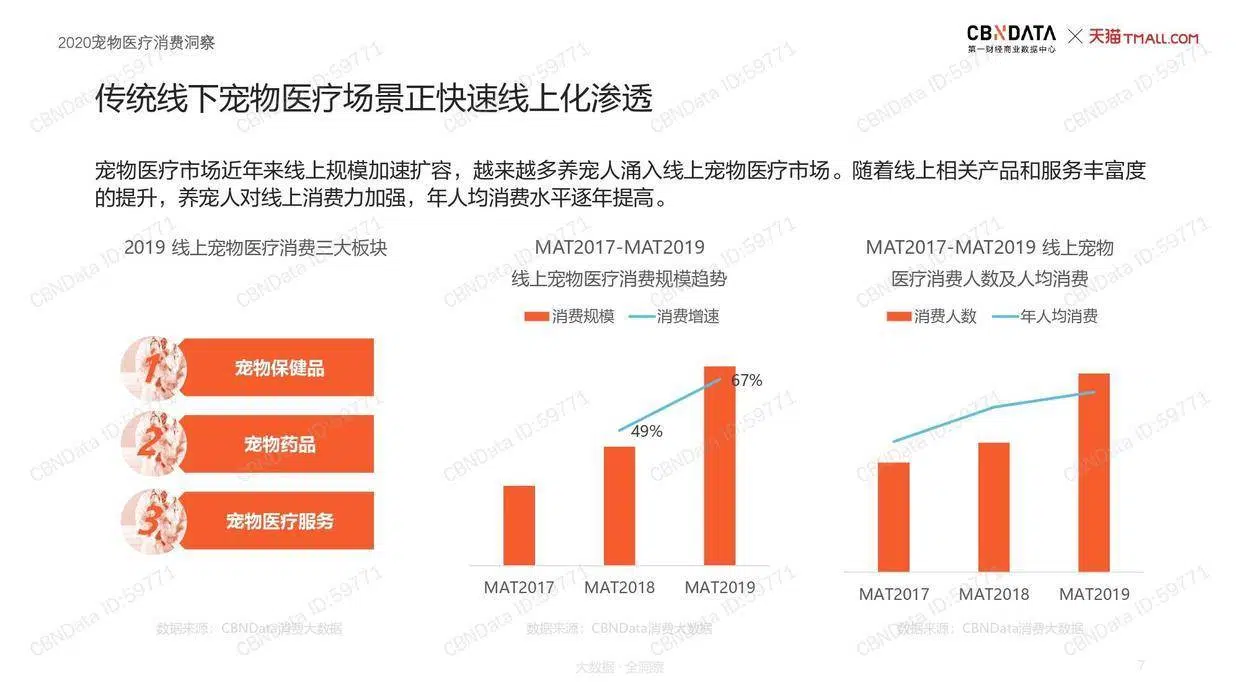 2020宠物医疗消费洞察
CBNDATA
第一财经商业数据中心
天猫TMALL.COM
传统线下宠物医疗场景正快速线上化渗透
宠物医疗市场近年来线上规模加速扩容，越来越多养宠人涌入线上宠物医疗市场。随着线上相关产品和服务丰富度
的提升，养宠人对线上消费力加强，年人均消费水平逐年提高。
2019 线上宠物医疗消费三大板块
1
宠物保健品
2
宠物药品
3
宠物医疗服务
数据来源：CBNData消费大数据
MAT2017-MAT2019
线上宠物医疗消费规模趋势
消费规模 消费增速
67%
49%
MAT2017 MAT2018 MAT2019
数据来源：CBNData消费大数据
MAT2017-MAT2019 线上宠物
医疗消费人数及人均消费
消费人数 年人均消费
MAT2017 MAT2018 MAT2019
数据来源：CBNData消费大数据
大数据·全洞察
7
CBNData ID:59771